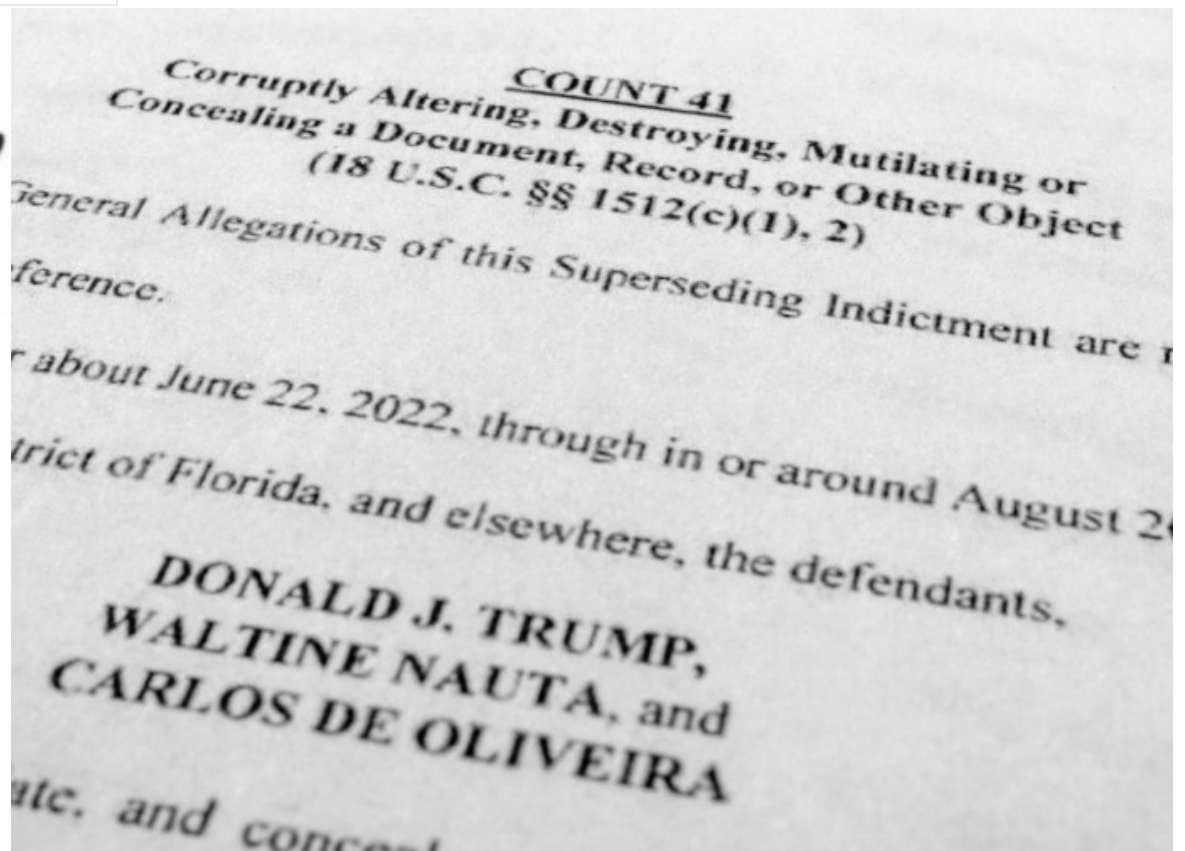 COUNT 41
Corruptly Altering, Destroying, Mutilating or
Concealing a Document, Record, or Other Object
(18 U.S.C. §§ 1512(c)(1), 2)
General Allegations of this Superseding Indictment are
ference.
about June 22, 2022, through in or around August
trict of Florida, and elsewhere, the defendants,
DONALD J. TRUMP,
WALTINE NAUTA, and
CARLOS DE OLIVEIRA
ate, and conceal